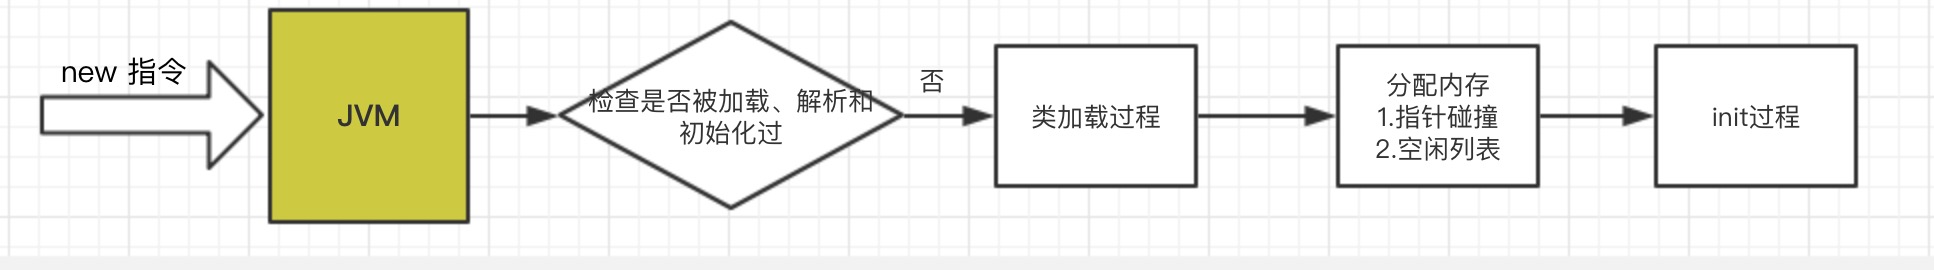 new 指令
JVM
检查是否被加载、解析和
初始化过
否
类加载过程
分配内存
1.指针碰撞
2.空闲列表
init过程